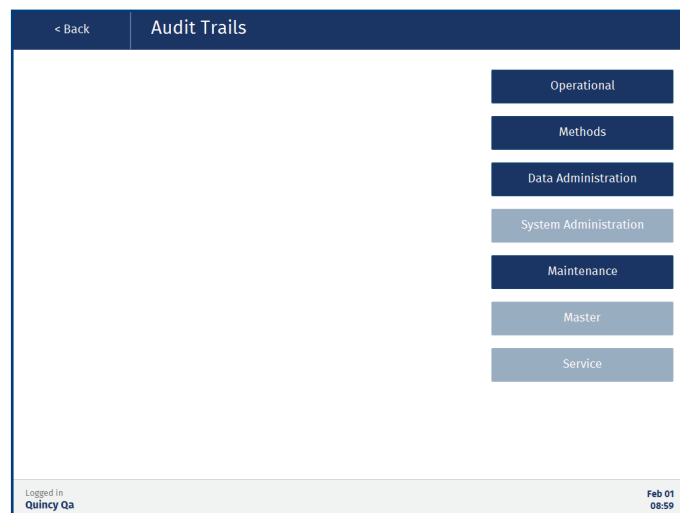 < Back
Audit Trails
Operational
Methods
Data Administration
System Administration
Maintenance
Master
Service
Logged in
Quincy Qa
Feb 01
08:59